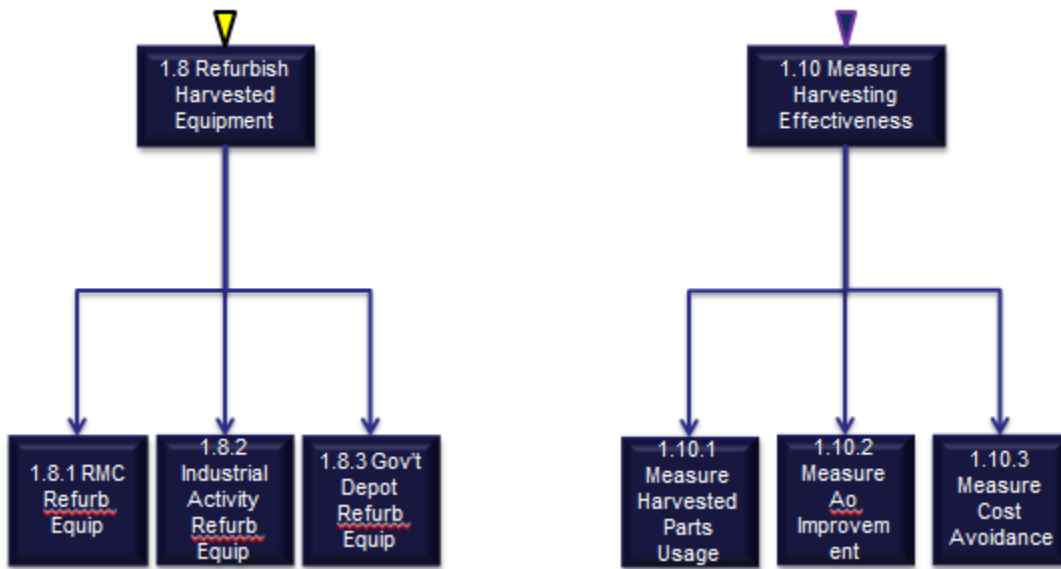 1.8 Refurbish
Harvested
Equipment
1.10 Measure
Harvesting
Effectiveness
1.8.1 RMC
Refurb
Equip
1.8.2
Industrial
Activity
Refurb
Equip
1.8.3 Gov't
Depot
Refurb
Equip
1.10.1
Measure
Harvested
Parts
Usage
1.10.2
Measure
Ao
Improvem
ent
1.10.3
Measure
Cost
Avoidance